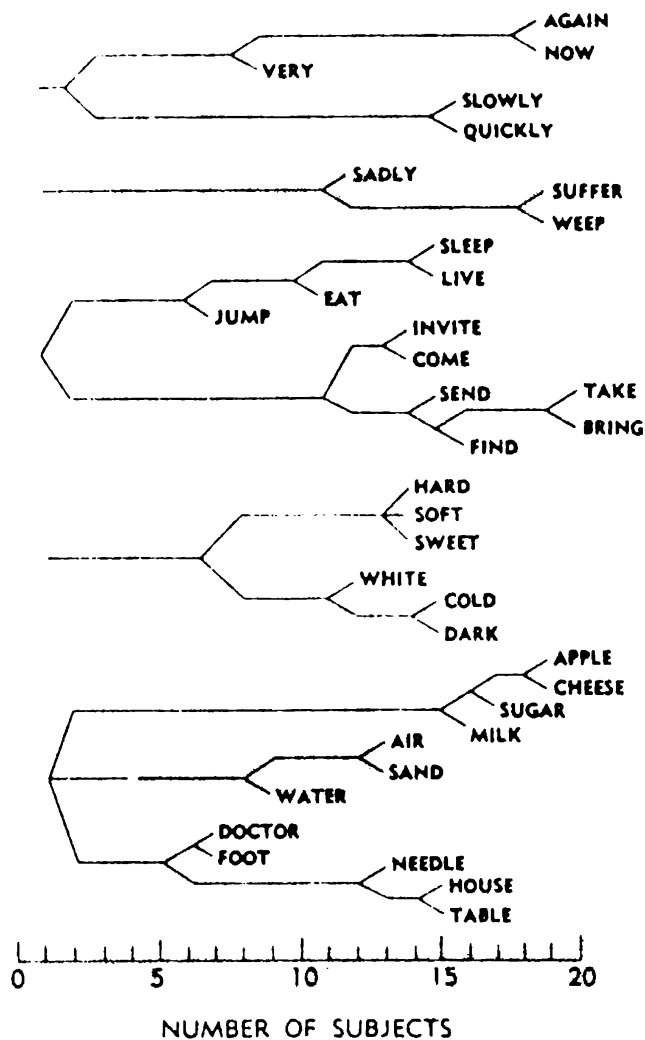 AGAIN
NOW
VERY
SLOWLY
QUICKLY
SADLY
SUFFER
WEEP
SLEEP
LIVE
EAT
JUMP
INVITE
COME
SEND
TAKE
BRING
FIND
HARD
SOFT
SWEET
WHITE
COLD
DARK
APPLE
CHEESE
SUGAR
MILK
AIR
SAND
WATER
DOCTOR
FOOT
NEEDLE
HOUSE
TABLE
0 5 10 15 20
NUMBER OF SUBJECTS